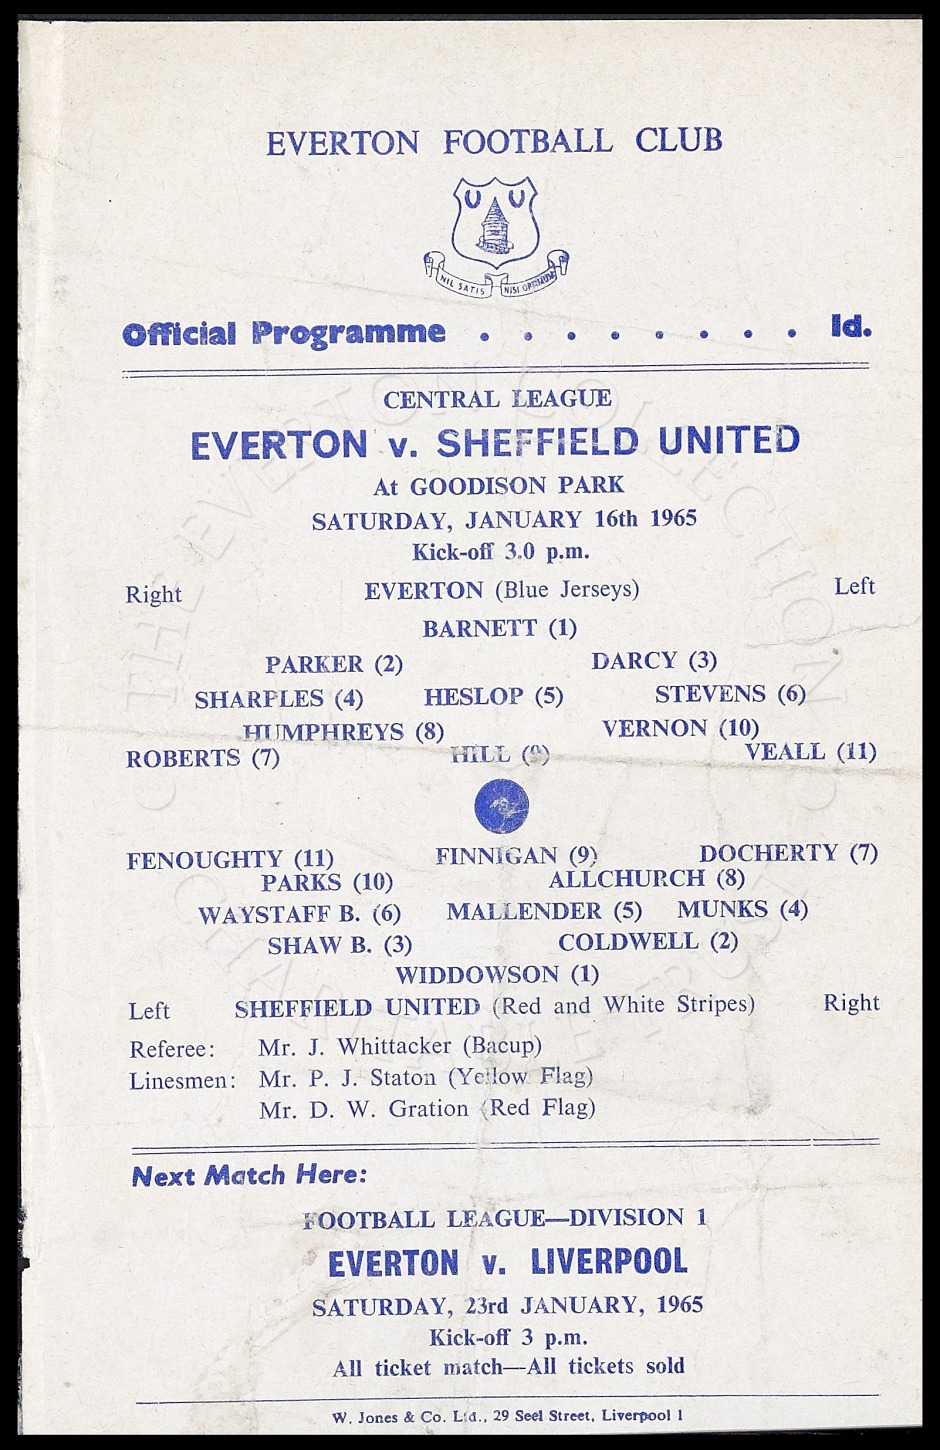 EVERTON FOOTBALL CLUB
NIL SATIS NISI OPTIMUM
Official Programme . . . . . . . . 1d.
CENTRAL LEAGUE
EVERTON v. SHEFFIELD UNITED
At GOODISON PARK
SATURDAY, JANUARY 16th 1965
Kick-off 3.0 p.m.
Right EVERTON (Blue Jerseys) Left
BARNETT (1)
PARKER (2) DARCY (3)
SHARPLES (4) HESLOP (5) STEVENS (6)
HUMPHREYS (8) VERNON (10)
ROBERTS (7) HILL (9) VEALL (11)
FENOUGHTY (11) FINNIGAN (9) DOCHERTY (7)
PARKS (10) ALLCHURCH (8)
WAYSTAFF B. (6) MALLENDER (5) MUNKS (4)
SHAW B. (3) COLDWELL (2)
WIDDOWSON (1)
Left SHEFFIELD UNITED (Red and White Stripes) Right
Referee: Mr. J. Whittacker (Bacup)
Linesmen: Mr. P. J. Staton (Yellow Flag)
Mr. D. W. Gration (Red Flag)
Next Match Here:
FOOTBALL LEAGUE—DIVISION 1
EVERTON v. LIVERPOOL
SATURDAY, 23rd JANUARY, 1965
Kick-off 3 p.m.
All ticket match—All tickets sold
W. Jones & Co. Ltd., 29 Seel Street, Liverpool 1
THE EVERTON COLLECTION